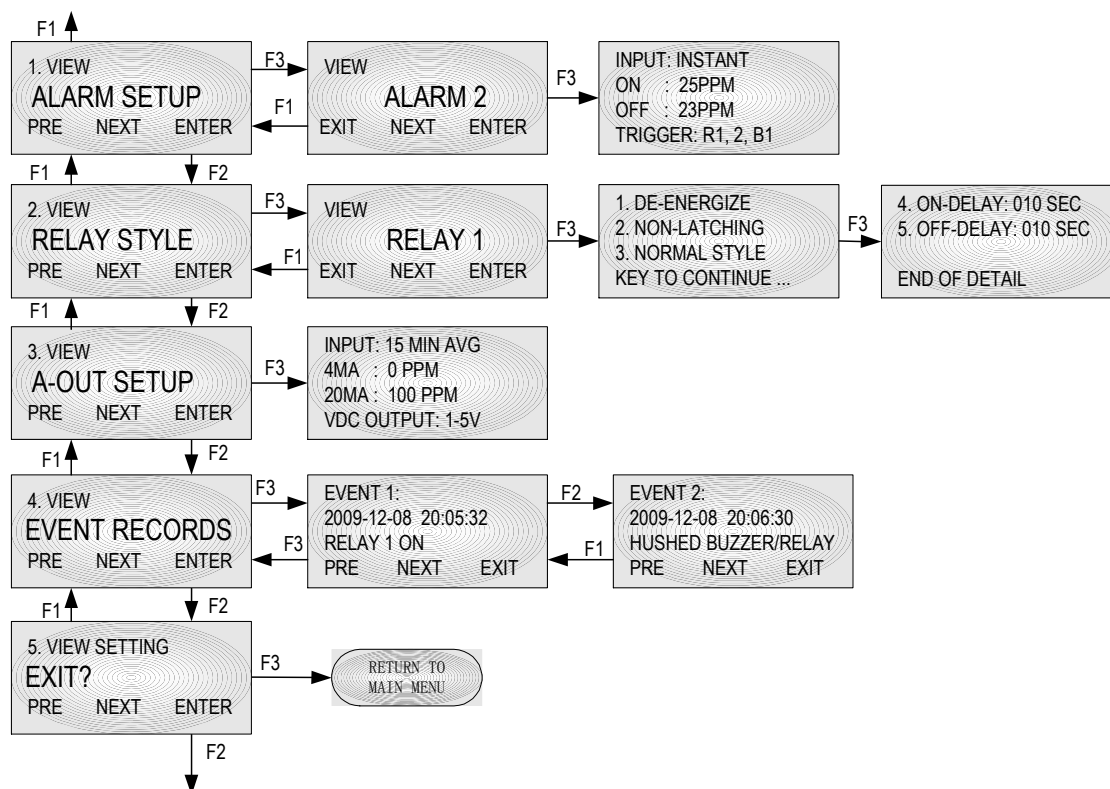 F1
1. VIEW
ALARM SETUP
PRE NEXT ENTER
F3
F1
VIEW
ALARM 2
EXIT NEXT ENTER
F3
INPUT: INSTANT
ON : 25PPM
OFF : 23PPM
TRIGGER: R1, 2, B1
F1
F2
2. VIEW
RELAY STYLE
PRE NEXT ENTER
F3
F1
VIEW
RELAY 1
EXIT NEXT ENTER
F3
1. DE-ENERGIZE
2. NON-LATCHING
3. NORMAL STYLE
KEY TO CONTINUE ...
F3
4. ON-DELAY: 010 SEC
5. OFF-DELAY: 010 SEC
END OF DETAIL
F1
F2
3. VIEW
A-OUT SETUP
PRE NEXT ENTER
F3
INPUT: 15 MIN AVG
4MA : 0 PPM
20MA : 100 PPM
VDC OUTPUT: 1-5V
F1
F2
4. VIEW
EVENT RECORDS
PRE NEXT ENTER
F3
F3
EVENT 1:
2009-12-08 20:05:32
RELAY 1 ON
PRE NEXT EXIT
F2
F1
EVENT 2:
2009-12-08 20:06:30
HUSHED BUZZER/RELAY
PRE NEXT EXIT
F1
F2
5. VIEW SETTING
EXIT?
PRE NEXT ENTER
F3
RETURN TO
MAIN MENU
F2